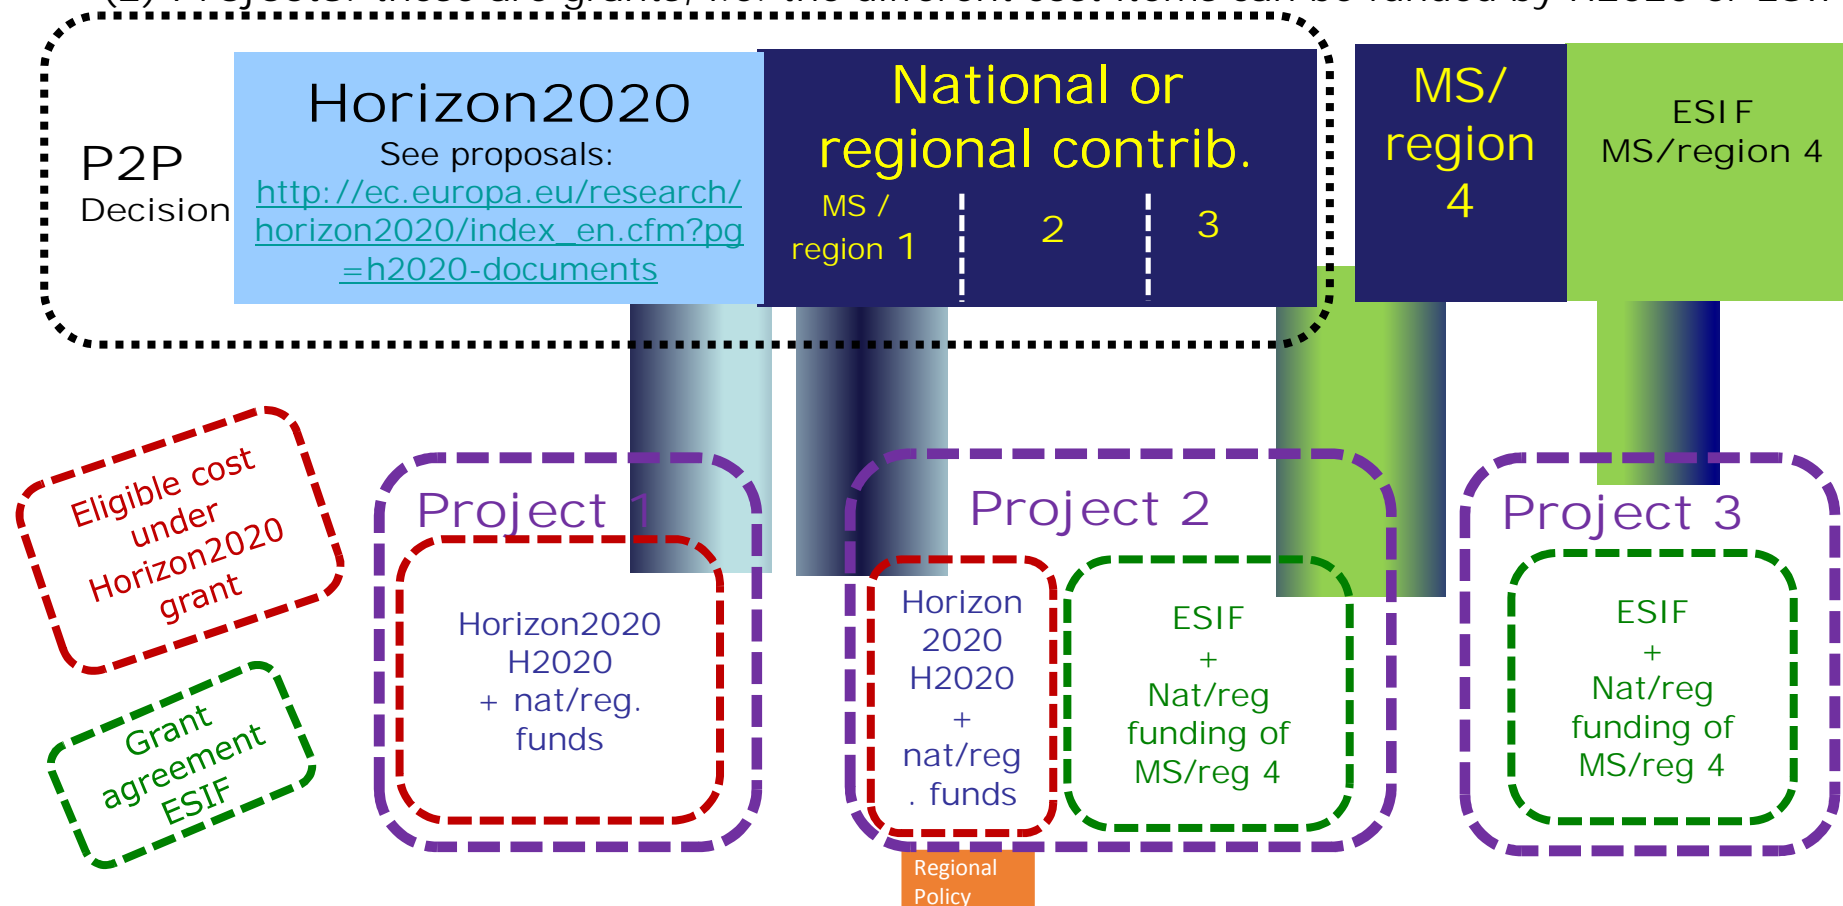 Horizon2020
See proposals:
http://ec.europa.eu/research/
horizon2020/index_en.cfm?pg
=h2020-documents
P2P
Decision
National or
regional contrib.
MS /
region 1
2
3
MS/
region
4
ESIF
MS/region 4
Eligible cost
under
Horizon2020
grant
Grant
agreement
ESIF
Project 1
Horizon2020
H2020
+ nat/reg.
funds
Project 2
Horizon
2020
H2020
+
nat/reg
. funds
ESIF
+
Nat/reg
funding of
MS/reg 4
Project 3
ESIF
+
Nat/reg
funding of
MS/reg 4
Regional
Policy